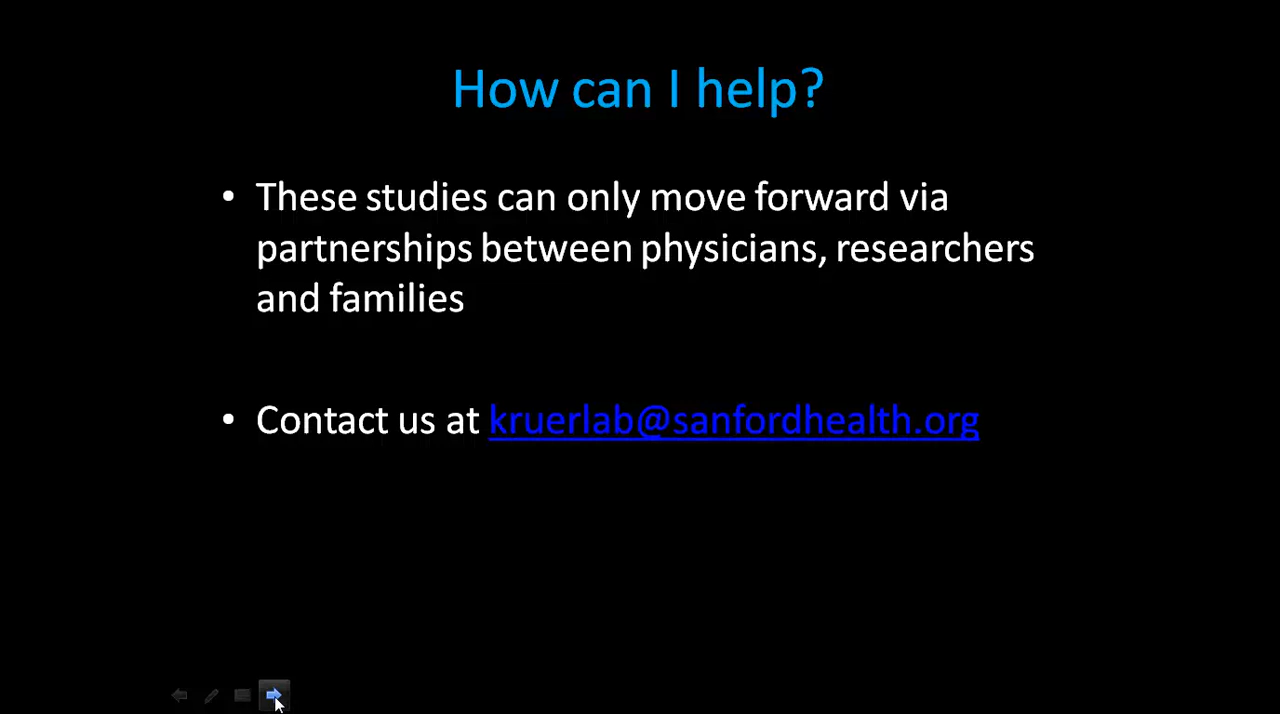 How can I help?
• These studies can only move forward via
partnerships between physicians, researchers
and families
• Contact us at kruerlab@sanfordhealth.org